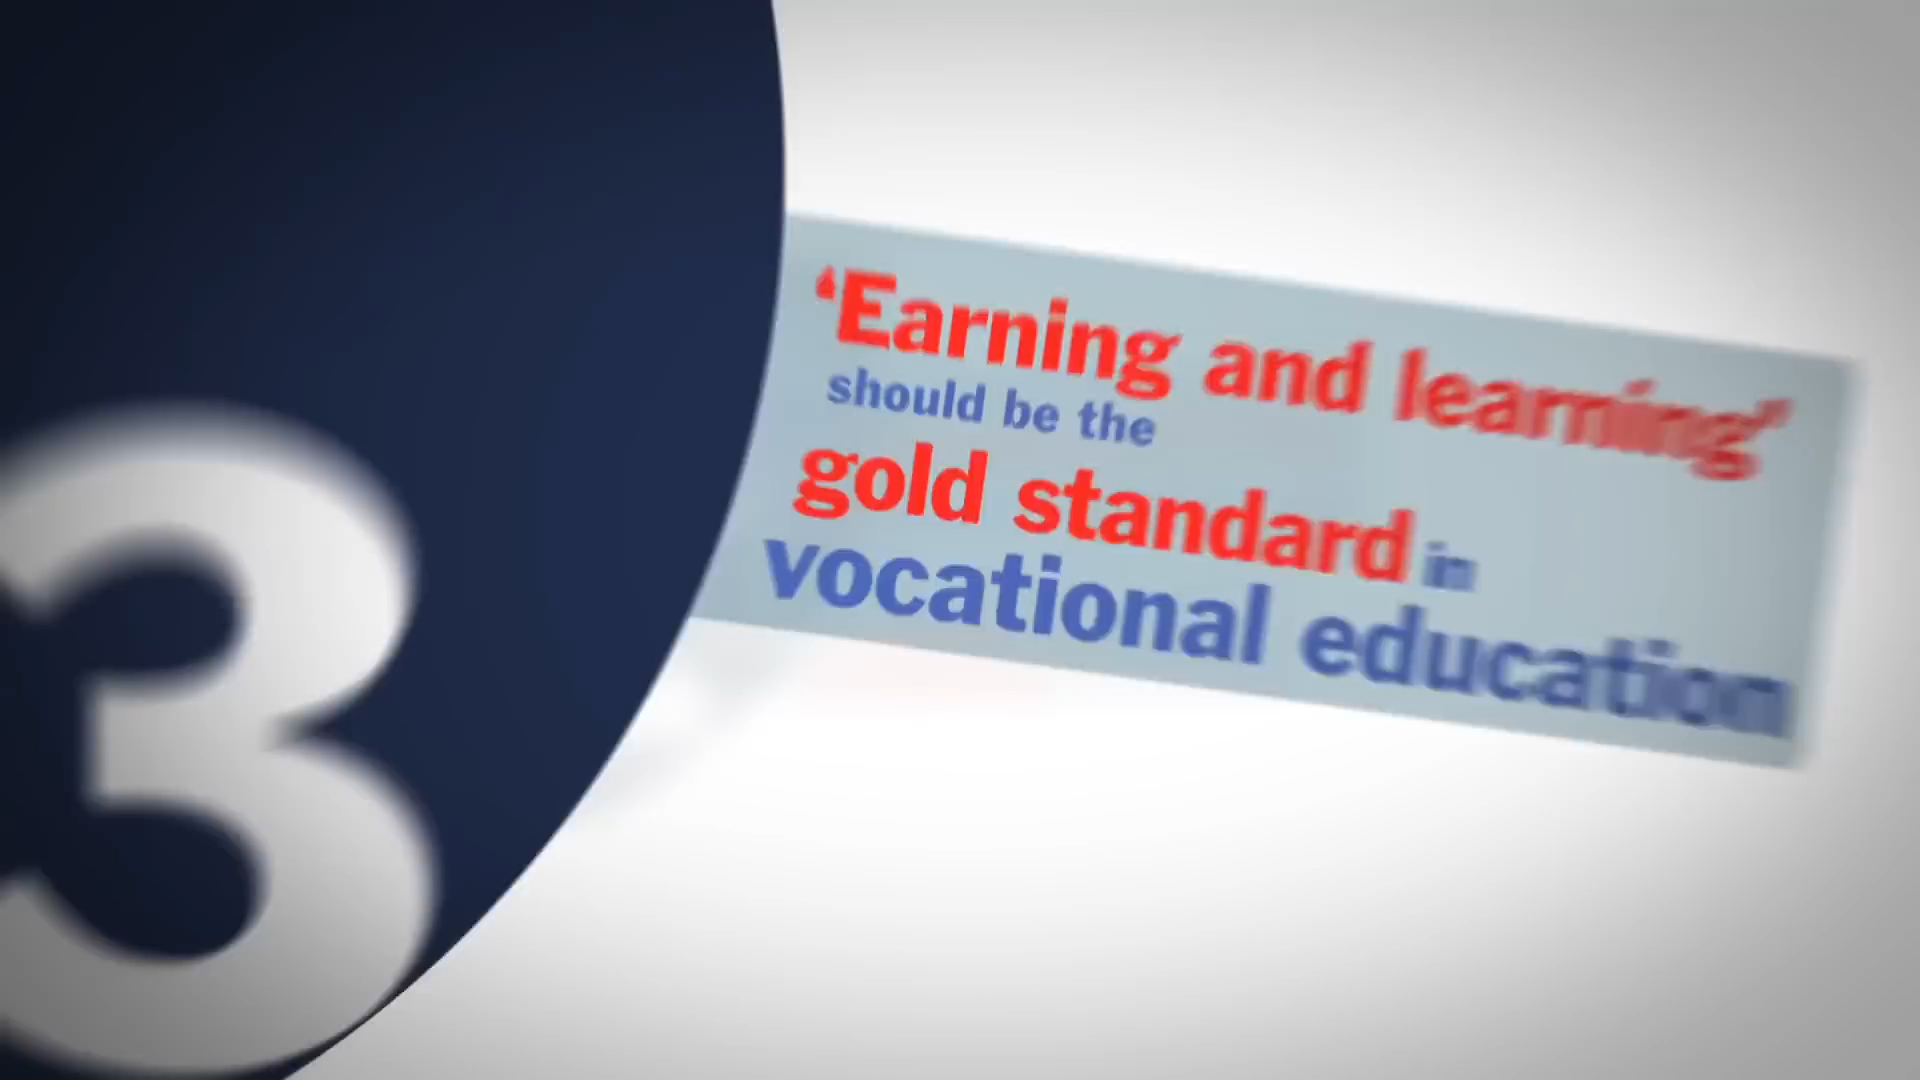 3
‘Earning and learning’
should be the
gold standard in
vocational education